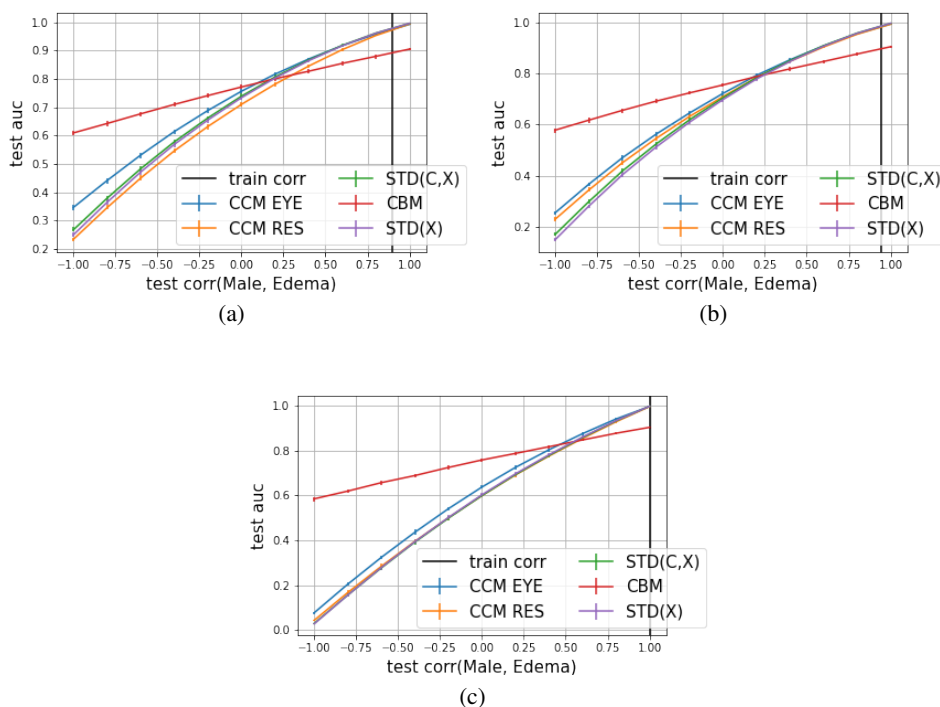 1.0
0.9
0.8
0.7
0.6
0.5
0.4
0.3
0.2
test auc
train corr
CCM EYE
CCM RES
STD(C,X)
CBM
STD(X)
−1.00 −0.75 −0.50 −0.25 0.00 0.25 0.50 0.75 1.00
test corr(Male, Edema)
(a)
1.0
0.8
0.6
0.4
0.2
test auc
train corr
CCM EYE
CCM RES
STD(C,X)
CBM
STD(X)
−1.00 −0.75 −0.50 −0.25 0.00 0.25 0.50 0.75 1.00
test corr(Male, Edema)
(b)
1.0
0.8
0.6
0.4
0.2
0.0
test auc
train corr
CCM EYE
CCM RES
STD(C,X)
CBM
STD(X)
−1.00 −0.75 −0.50 −0.25 0.00 0.25 0.50 0.75 1.00
test corr(Male, Edema)
(c)